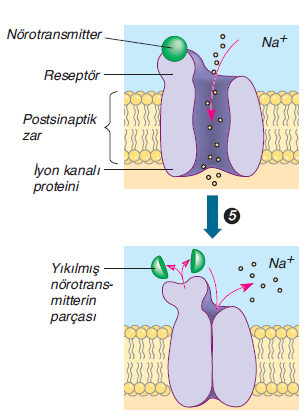 Nörotransmitter
Na+
Reseptör
Postsinaptik
zar
İyon kanalı
proteini
5
Yıkılmış
nörotrans-
mitterin
parçası
Na+